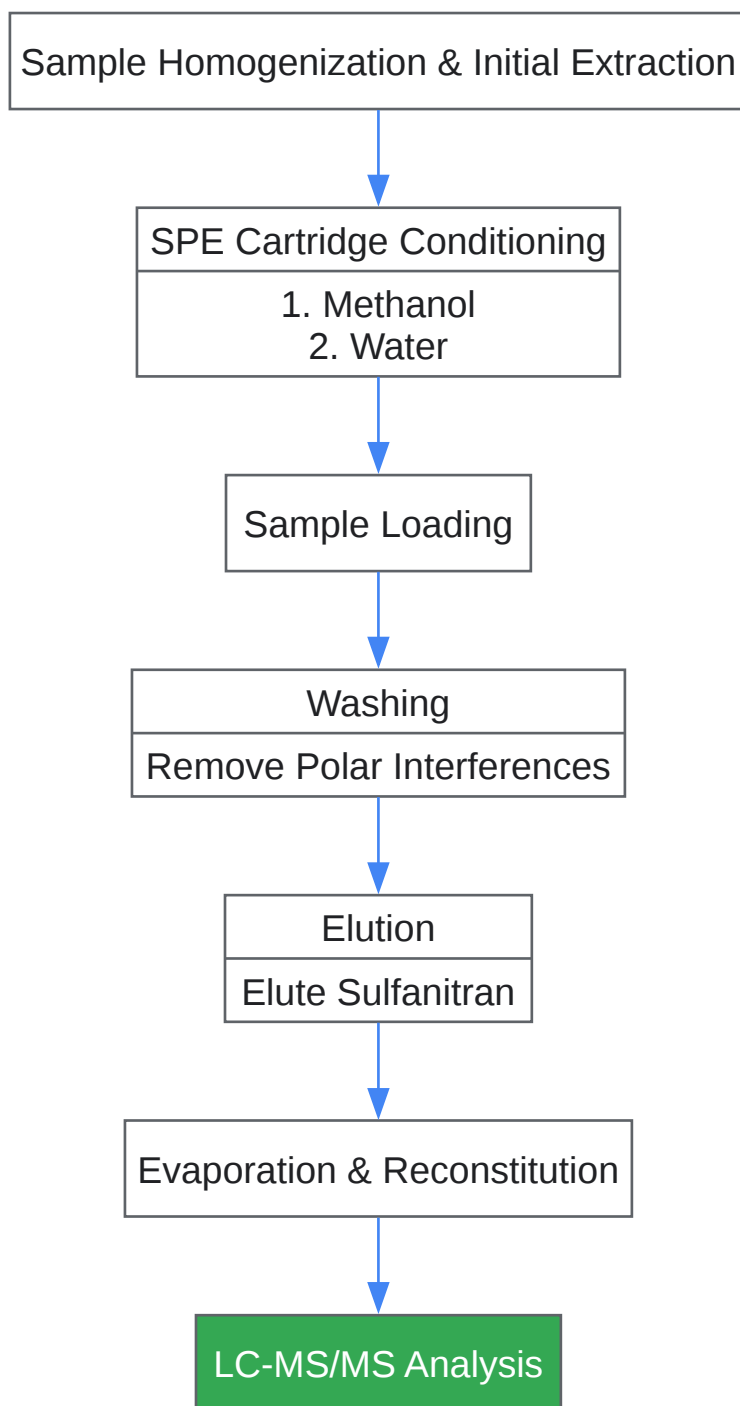 Sample Homogenization & Initial Extraction
SPE Cartridge Conditioning
1. Methanol
2. Water
Sample Loading
Washing
Remove Polar Interferences
Elution
Elute Sulfanitran
Evaporation & Reconstitution
LC-MS/MS Analysis